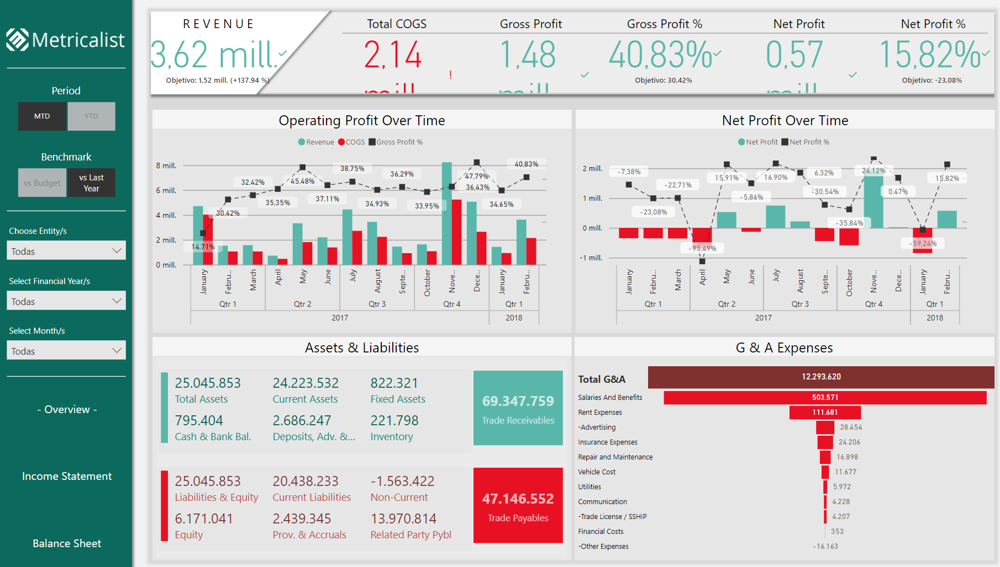 Metricalist
Period
MTD
YTD
Benchmark
vs Budget
vs Last
Year
Choose Entity/s
Todas
Select Financial Year/s
Todas
Select Month/s
Todas
- Overview -
Income Statement
Balance Sheet
REVENUE
3,62 mill.
Objetivo: 1,52 mill. (+137.94 %)
Total COGS
2,14
mill
!
Gross Profit
1,48
mill
Gross Profit %
40,83%
Objetivo: 30,42%
Net Profit
0,57
mill
Net Profit %
15,82%
Objetivo: -23,08%
Operating Profit Over Time
Revenue COGS Gross Profit %
8 mill.
6 mill.
4 mill.
2 mill.
0 mill.
14,71%
30,42%
32,42%
35,35%
45,48%
37,11%
38,75%
34,93%
36,29%
33,95%
36,43%
47,79%
34,65%
40,83%
January
Febru...
March
April
May
June
July
August
Septe...
October
Nove...
Dece...
January
Febru...
Qtr 1
Qtr 2
Qtr 3
Qtr 4
Qtr 1
2017
2018
Net Profit Over Time
Net Profit Net Profit %
2 mill.
1 mill.
0 mill.
-1 mill.
-7,38%
-23,08%
-22,71%
-95,49%
15,91%
-5,86%
16,90%
6,32%
-30,54%
-35,84%
24,12%
0,47%
-59,24%
15,82%
January
Febru...
March
April
May
June
July
August
Septe...
October
Nove...
Dece...
January
Febru...
Qtr 1
Qtr 2
Qtr 3
Qtr 4
Qtr 1
2017
2018
Assets & Liabilities
25.045.853
Total Assets
24.223.532
Current Assets
822.321
Fixed Assets
795.404
Cash & Bank Bal.
2.686.247
Deposits, Adv. &...
221.798
Inventory
69.347.759
Trade Receivables
25.045.853
Liabilities & Equity
20.438.233
Current Liabilities
-1.563.422
Non-Current
6.171.041
Equity
2.439.345
Prov. & Accruals
13.970.814
Related Party Pybl
47.146.552
Trade Payables
G & A Expenses
Total G&A 12.293.620
Salaries And Benefits 503.571
Rent Expenses 111.681
-Advertising 28.454
Insurance Expenses 24.206
Repair and Maintenance 16.898
Vehicle Cost 11.677
Utilities 5.972
Communication 4.228
-Trade License / SSHIP 4.207
Financial Costs 353
-Other Expenses -16.163